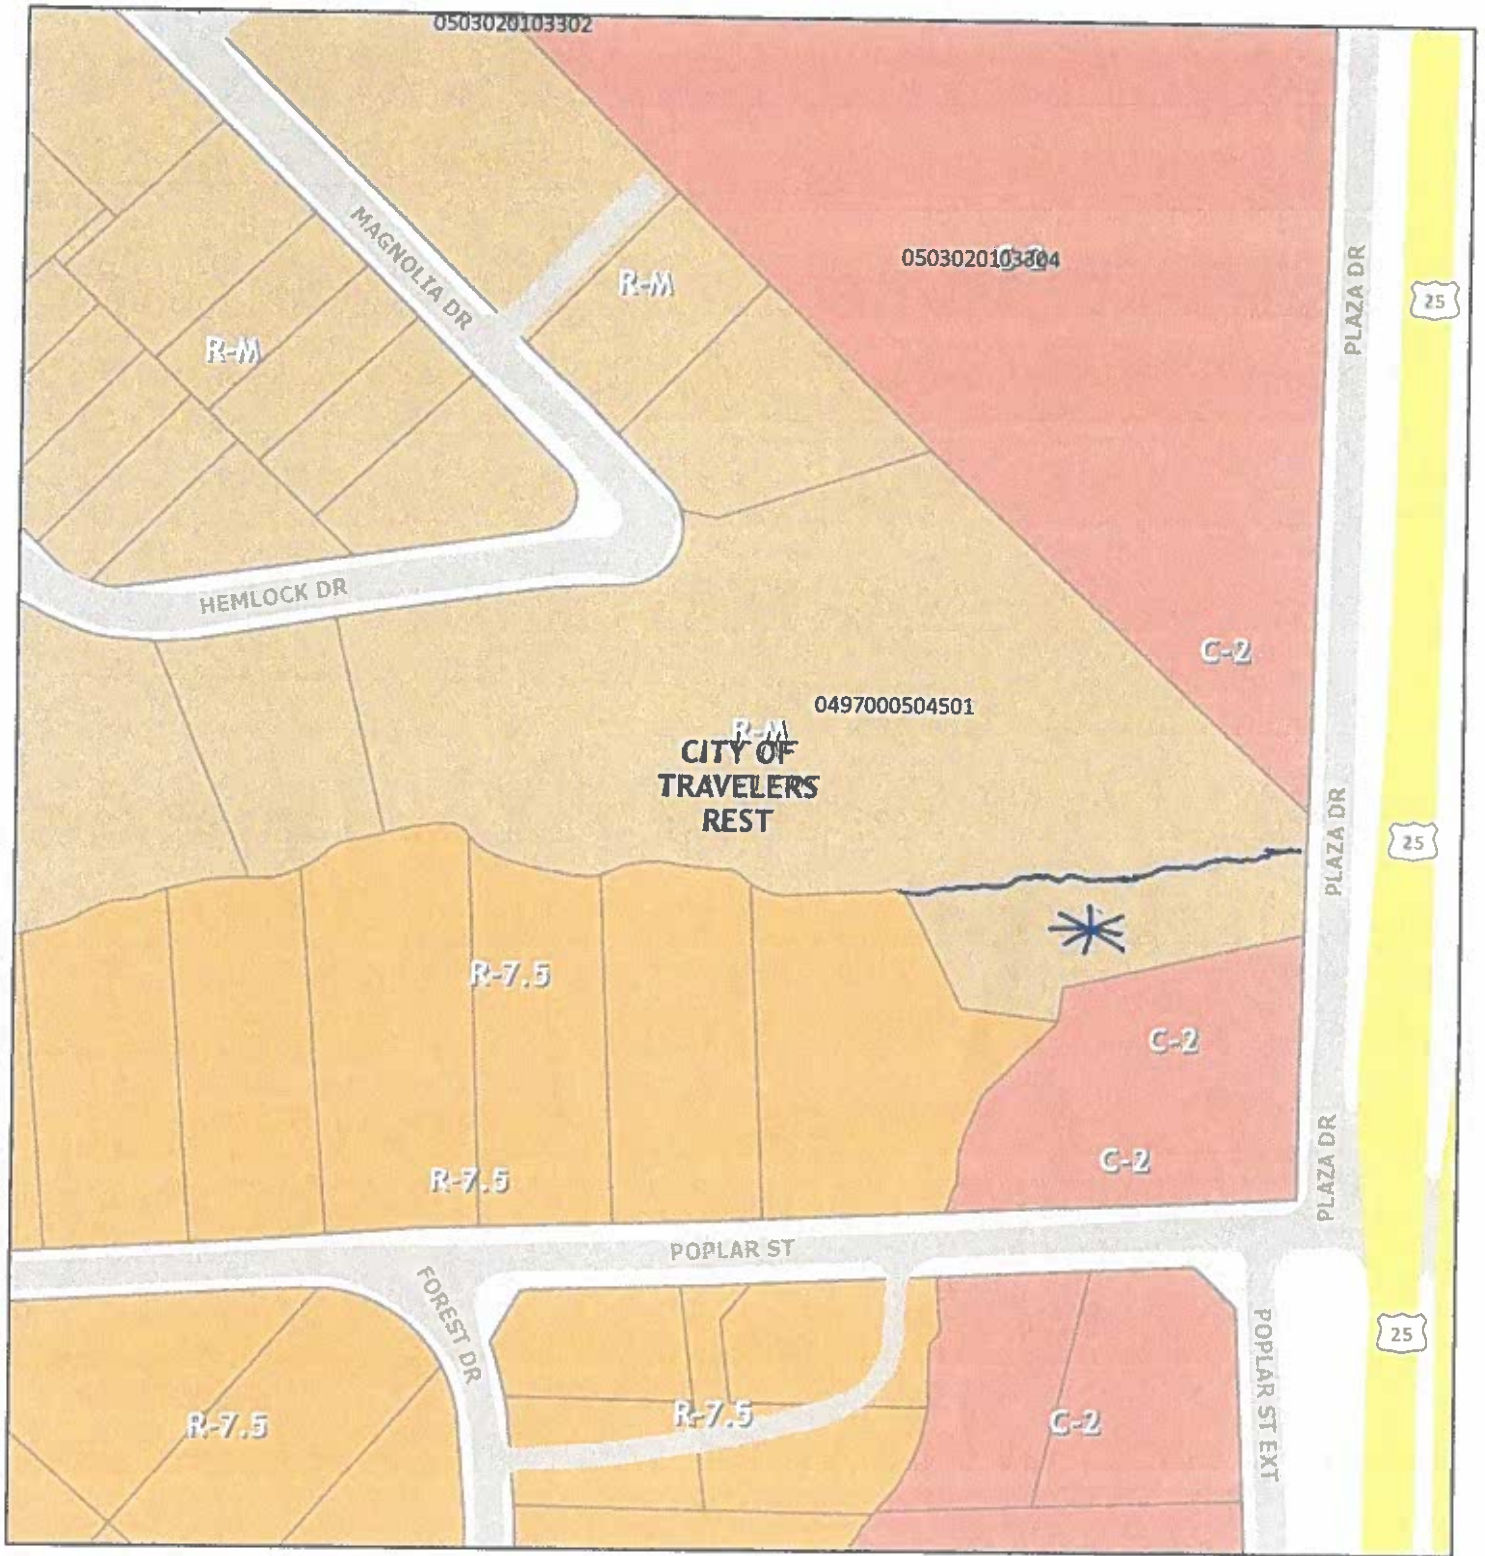 0503020103302
MAGNOLIA DR
R-M
0503020103304
PLAZA DR
25
R-M
HEMLOCK DR
C-2
0497000504501
R-M
CITY OF
TRAVELERS
REST
PLAZA DR
25
R-7.5
C-2
PLAZA DR
C-2
R-7.5
POPLAR ST
FOREST DR
POPLAR ST EXT
25
R-7.5
R-7.5
C-2